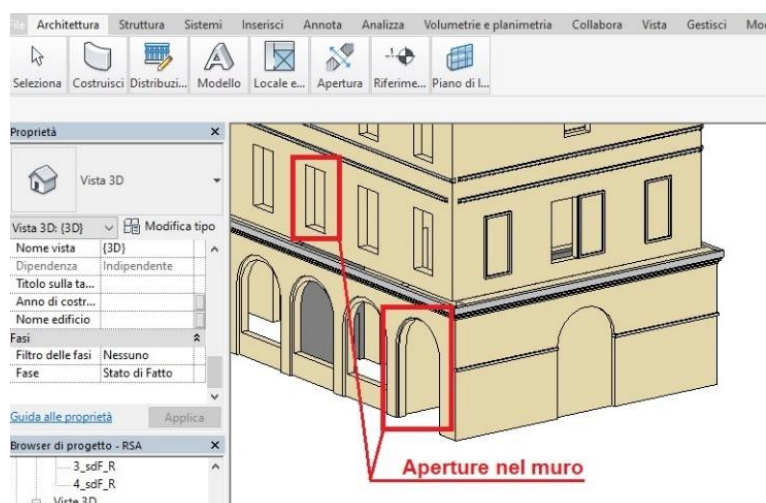 File Architettura Struttura Sistemi Inserisci Annota Analizza Volumetrie e planimetria Collabora Vista Gestisci Mod
Seleziona Costruisci Distribuzi... Modello Locale e... Apertura Riferime... Piano di l...
Proprietà
Vista 3D
Vista 3D: {3D} Modifica tipo
Nome vista {3D}
Dipendenza Indipendente
Titolo sulla ta...
Anno di costr...
Nome edificio
Fasi
Filtro delle fasi Nessuno
Fase Stato di Fatto
Guida alle proprietà Applica
Browser di progetto - RSA
3_sdF_R
4_sdF_R
Viste 3D
Aperture nel muro